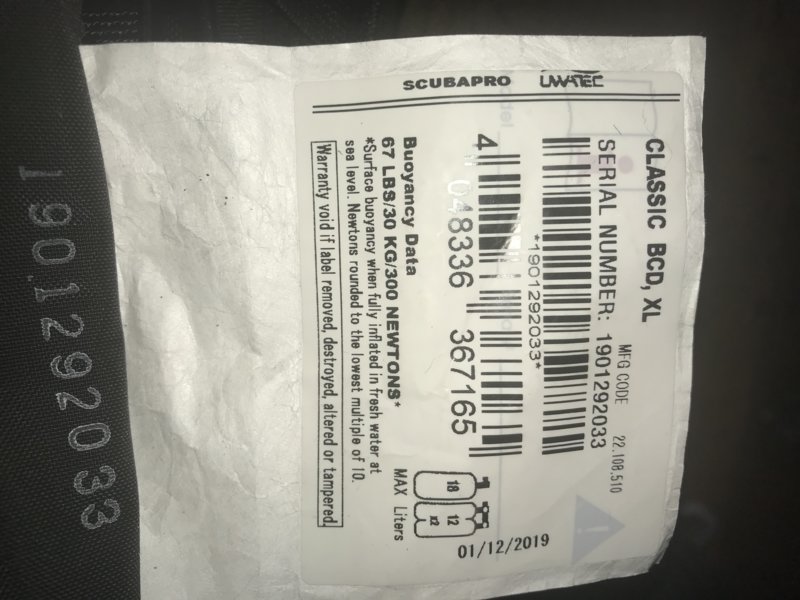 SCUBAPRO UWATEC
CLASSIC BCD, XL
MFG CODE 22.108.510
SERIAL NUMBER: 1901292033
*1901292033*
4 048336 367165
Buoyancy Data
67 LBS/30 KG/300 NEWTONS*
*Surface buoyancy when fully inflated in fresh water at
sea level. Newtons rounded to the lowest multiple of 10.
Warranty void if label removed, destroyed, altered or tampered.
18
12
x2
MAX Liters
01/12/2019
1901292033